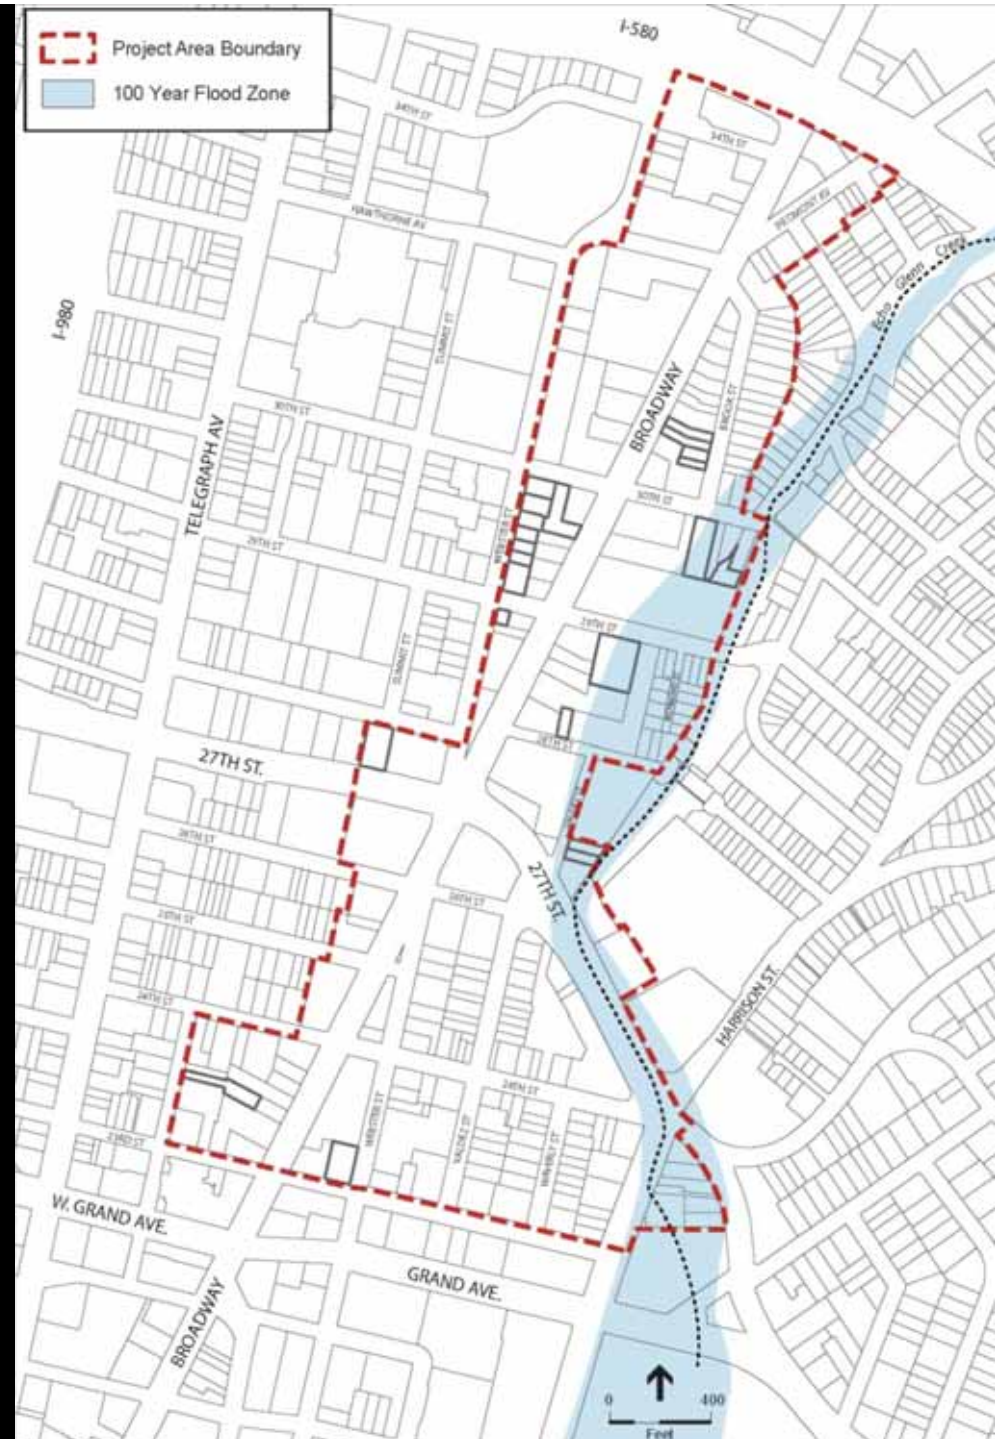 Project Area Boundary
100 Year Flood Zone
I-580
34TH ST
34TH ST
PIEDMONT AV
HAWTHORNE AV
Echo Glenn Creek
I-980
SUMMIT ST
BROADWAY
TELEGRAPH AV
30TH ST
29TH ST
WEBSTER ST
29TH ST
SUMMIT ST
28TH ST
27TH ST.
26TH ST
26TH ST
27TH ST.
25TH ST
HARRISON ST.
24TH ST
24TH ST
WEBSTER ST
VALDEZ ST
WAVERLY ST
23RD ST
W. GRAND AVE.
GRAND AVE.
BROADWAY
0 400
Feet